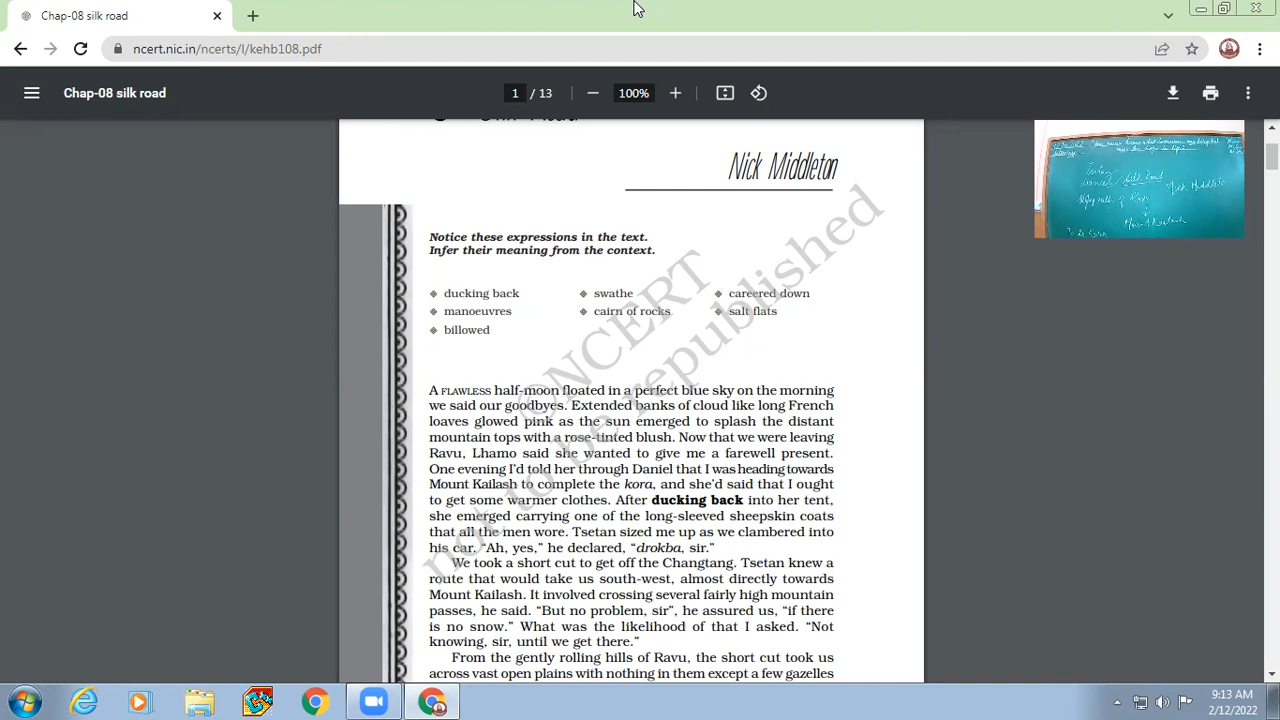 Chap-08 silk road
ncert.nic.in/ncerts/l/kehb108.pdf
Chap-08 silk road
1 / 13
100%
Nick Middleton
Notice these expressions in the text.
Infer their meaning from the context.
ducking back swathe careered down
manoeuvres cairn of rocks salt flats
billowed
A FLAWLESS half-moon floated in a perfect blue sky on the morning
we said our goodbyes. Extended banks of cloud like long French
loaves glowed pink as the sun emerged to splash the distant
mountain tops with a rose-tinted blush. Now that we were leaving
Ravu, Lhamo said she wanted to give me a farewell present.
One evening I'd told her through Daniel that I was heading towards
Mount Kailash to complete the kora, and she'd said that I ought
to get some warmer clothes. After ducking back into her tent,
she emerged carrying one of the long-sleeved sheepskin coats
that all the men wore. Tsetan sized me up as we clambered into
his car. "Ah, yes," he declared, "drokba, sir."
We took a short cut to get off the Changtang. Tsetan knew a
route that would take us south-west, almost directly towards
Mount Kailash. It involved crossing several fairly high mountain
passes, he said. "But no problem, sir", he assured us, "if there
is no snow." What was the likelihood of that I asked. "Not
knowing, sir, until we get there."
From the gently rolling hills of Ravu, the short cut took us
across vast open plains with nothing in them except a few gazelles
©NCERT
not to be republished
Daniel Silk Road
Nick Middleto
9:13 AM
2/12/2022